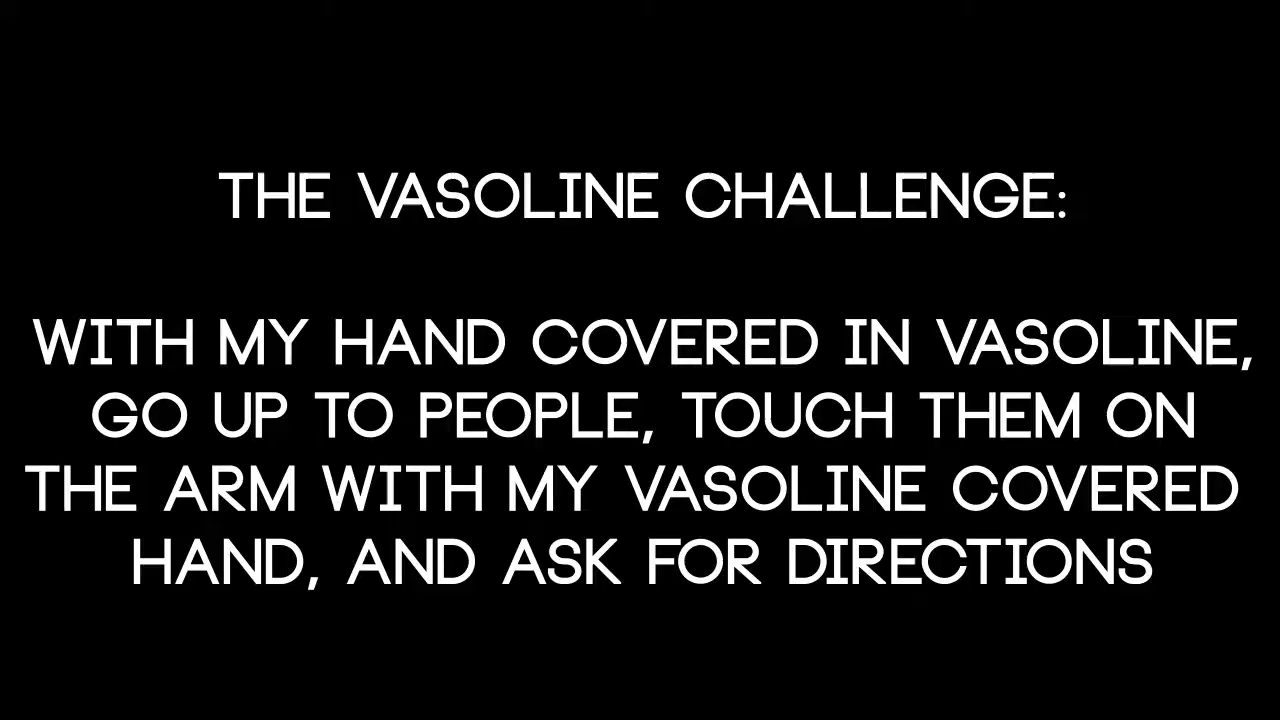 THE VASOLINE CHALLENGE:
WITH MY HAND COVERED IN VASOLINE,
GO UP TO PEOPLE, TOUCH THEM ON
THE ARM WITH MY VASOLINE COVERED
HAND, AND ASK FOR DIRECTIONS